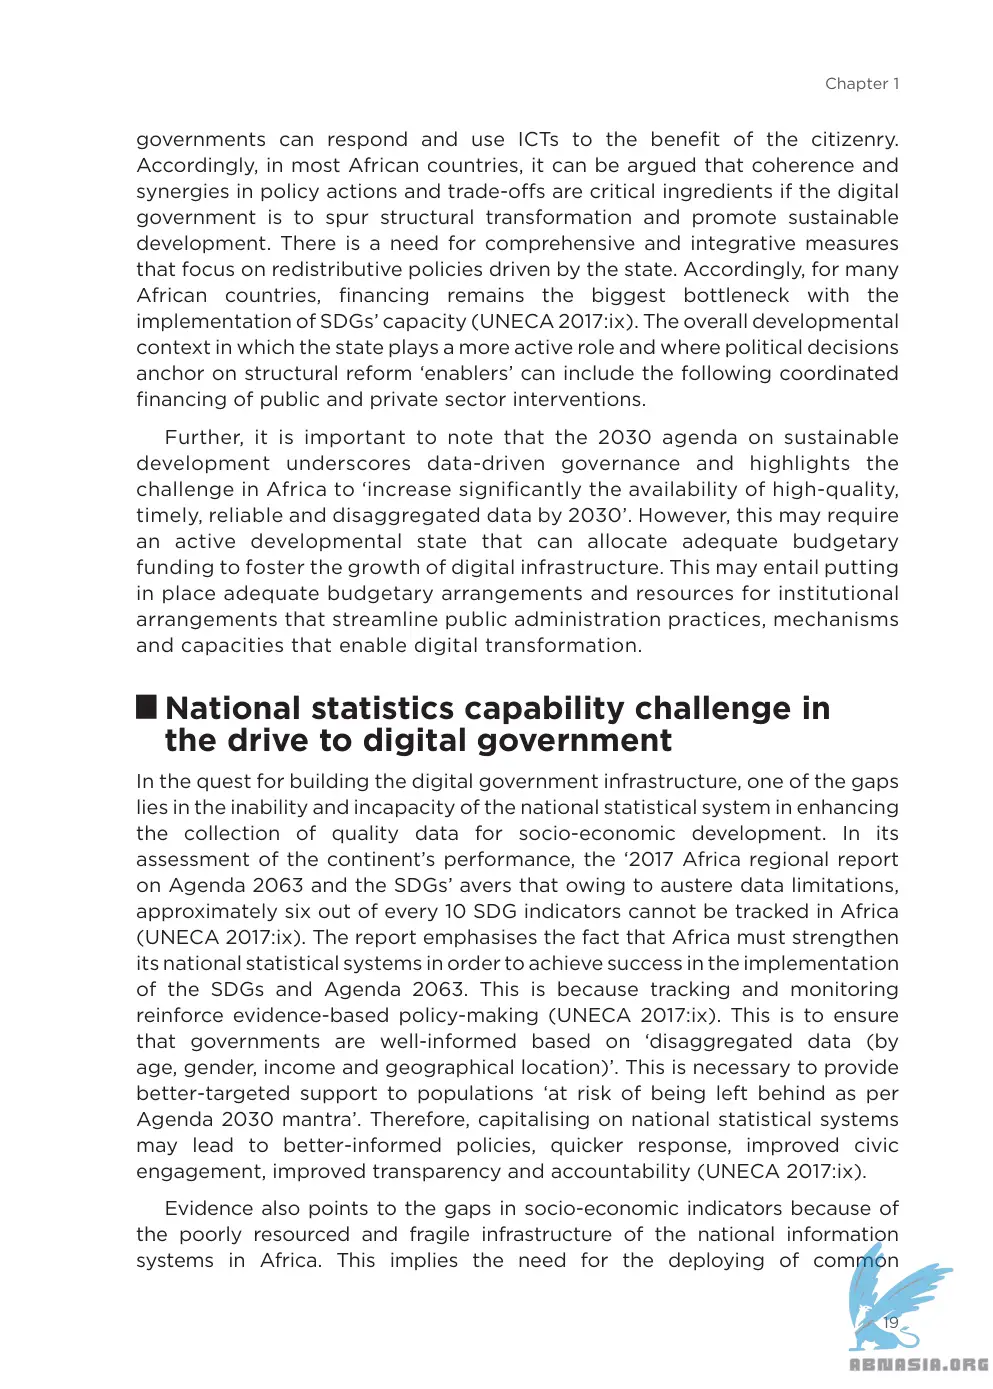 Chapter 1
governments can respond and use ICTs to the benefit of the citizenry.
Accordingly, in most African countries, it can be argued that coherence and
synergies in policy actions and trade-offs are critical ingredients if the digital
government is to spur structural transformation and promote sustainable
development. There is a need for comprehensive and integrative measures
that focus on redistributive policies driven by the state. Accordingly, for many
African countries, financing remains the biggest bottleneck with the
implementation of SDGs’ capacity (UNECA 2017:ix). The overall developmental
context in which the state plays a more active role and where political decisions
anchor on structural reform ‘enablers’ can include the following coordinated
financing of public and private sector interventions.
Further, it is important to note that the 2030 agenda on sustainable
development underscores data-driven governance and highlights the
challenge in Africa to ‘increase significantly the availability of high-quality,
timely, reliable and disaggregated data by 2030’. However, this may require
an active developmental state that can allocate adequate budgetary
funding to foster the growth of digital infrastructure. This may entail putting
in place adequate budgetary arrangements and resources for institutional
arrangements that streamline public administration practices, mechanisms
and capacities that enable digital transformation.
National statistics capability challenge in
the drive to digital government
In the quest for building the digital government infrastructure, one of the gaps
lies in the inability and incapacity of the national statistical system in enhancing
the collection of quality data for socio-economic development. In its
assessment of the continent’s performance, the ‘2017 Africa regional report
on Agenda 2063 and the SDGs’ avers that owing to austere data limitations,
approximately six out of every 10 SDG indicators cannot be tracked in Africa
(UNECA 2017:ix). The report emphasises the fact that Africa must strengthen
its national statistical systems in order to achieve success in the implementation
of the SDGs and Agenda 2063. This is because tracking and monitoring
reinforce evidence-based policy-making (UNECA 2017:ix). This is to ensure
that governments are well-informed based on ‘disaggregated data (by
age, gender, income and geographical location)’. This is necessary to provide
better-targeted support to populations ‘at risk of being left behind as per
Agenda 2030 mantra’. Therefore, capitalising on national statistical systems
may lead to better-informed policies, quicker response, improved civic
engagement, improved transparency and accountability (UNECA 2017:ix).
Evidence also points to the gaps in socio-economic indicators because of
the poorly resourced and fragile infrastructure of the national information
systems in Africa. This implies the need for the deploying of common
19
ABNASIA.ORG